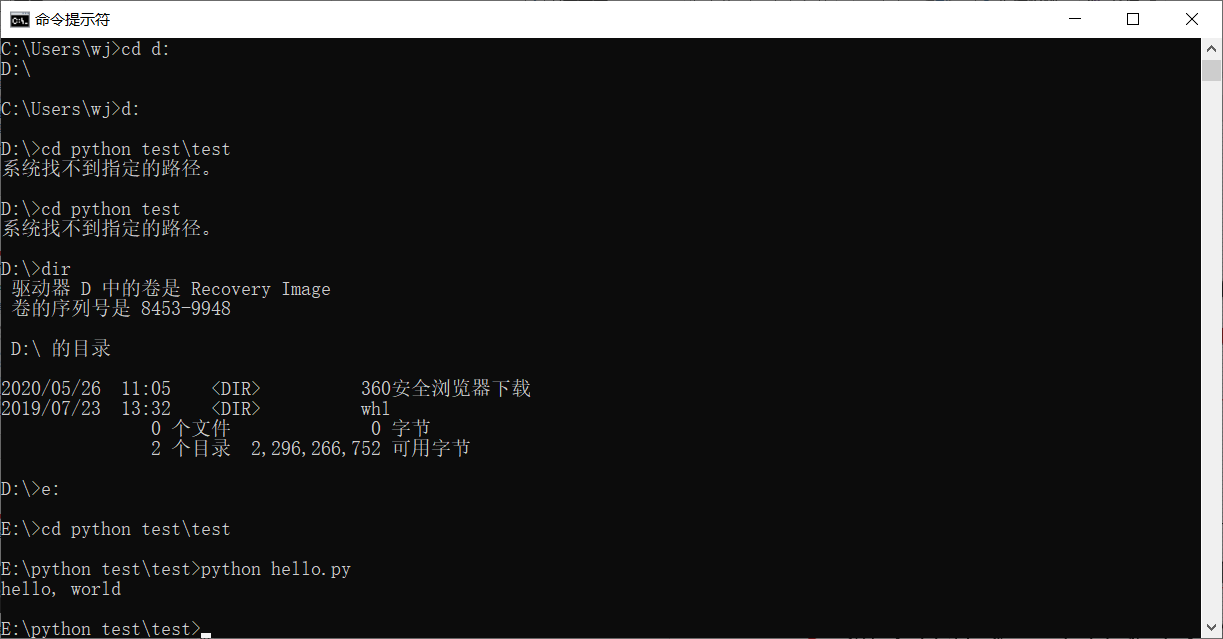 命令提示符
C:\Users\wj>cd d:
D:\
C:\Users\wj>d:
D:\>cd python test\test
系统找不到指定的路径。
D:\>cd python test
系统找不到指定的路径。
D:\>dir
驱动器 D 中的卷是 Recovery Image
卷的序列号是 8453-9948
D:\ 的目录
2020/05/26  11:05    <DIR>          360安全浏览器下载
2019/07/23  13:32    <DIR>          whl
0 个文件              0 字节
2 个目录  2,296,266,752 可用字节
D:\>e:
E:\>cd python test\test
E:\python test\test>python hello.py
hello, world
E:\python test\test>